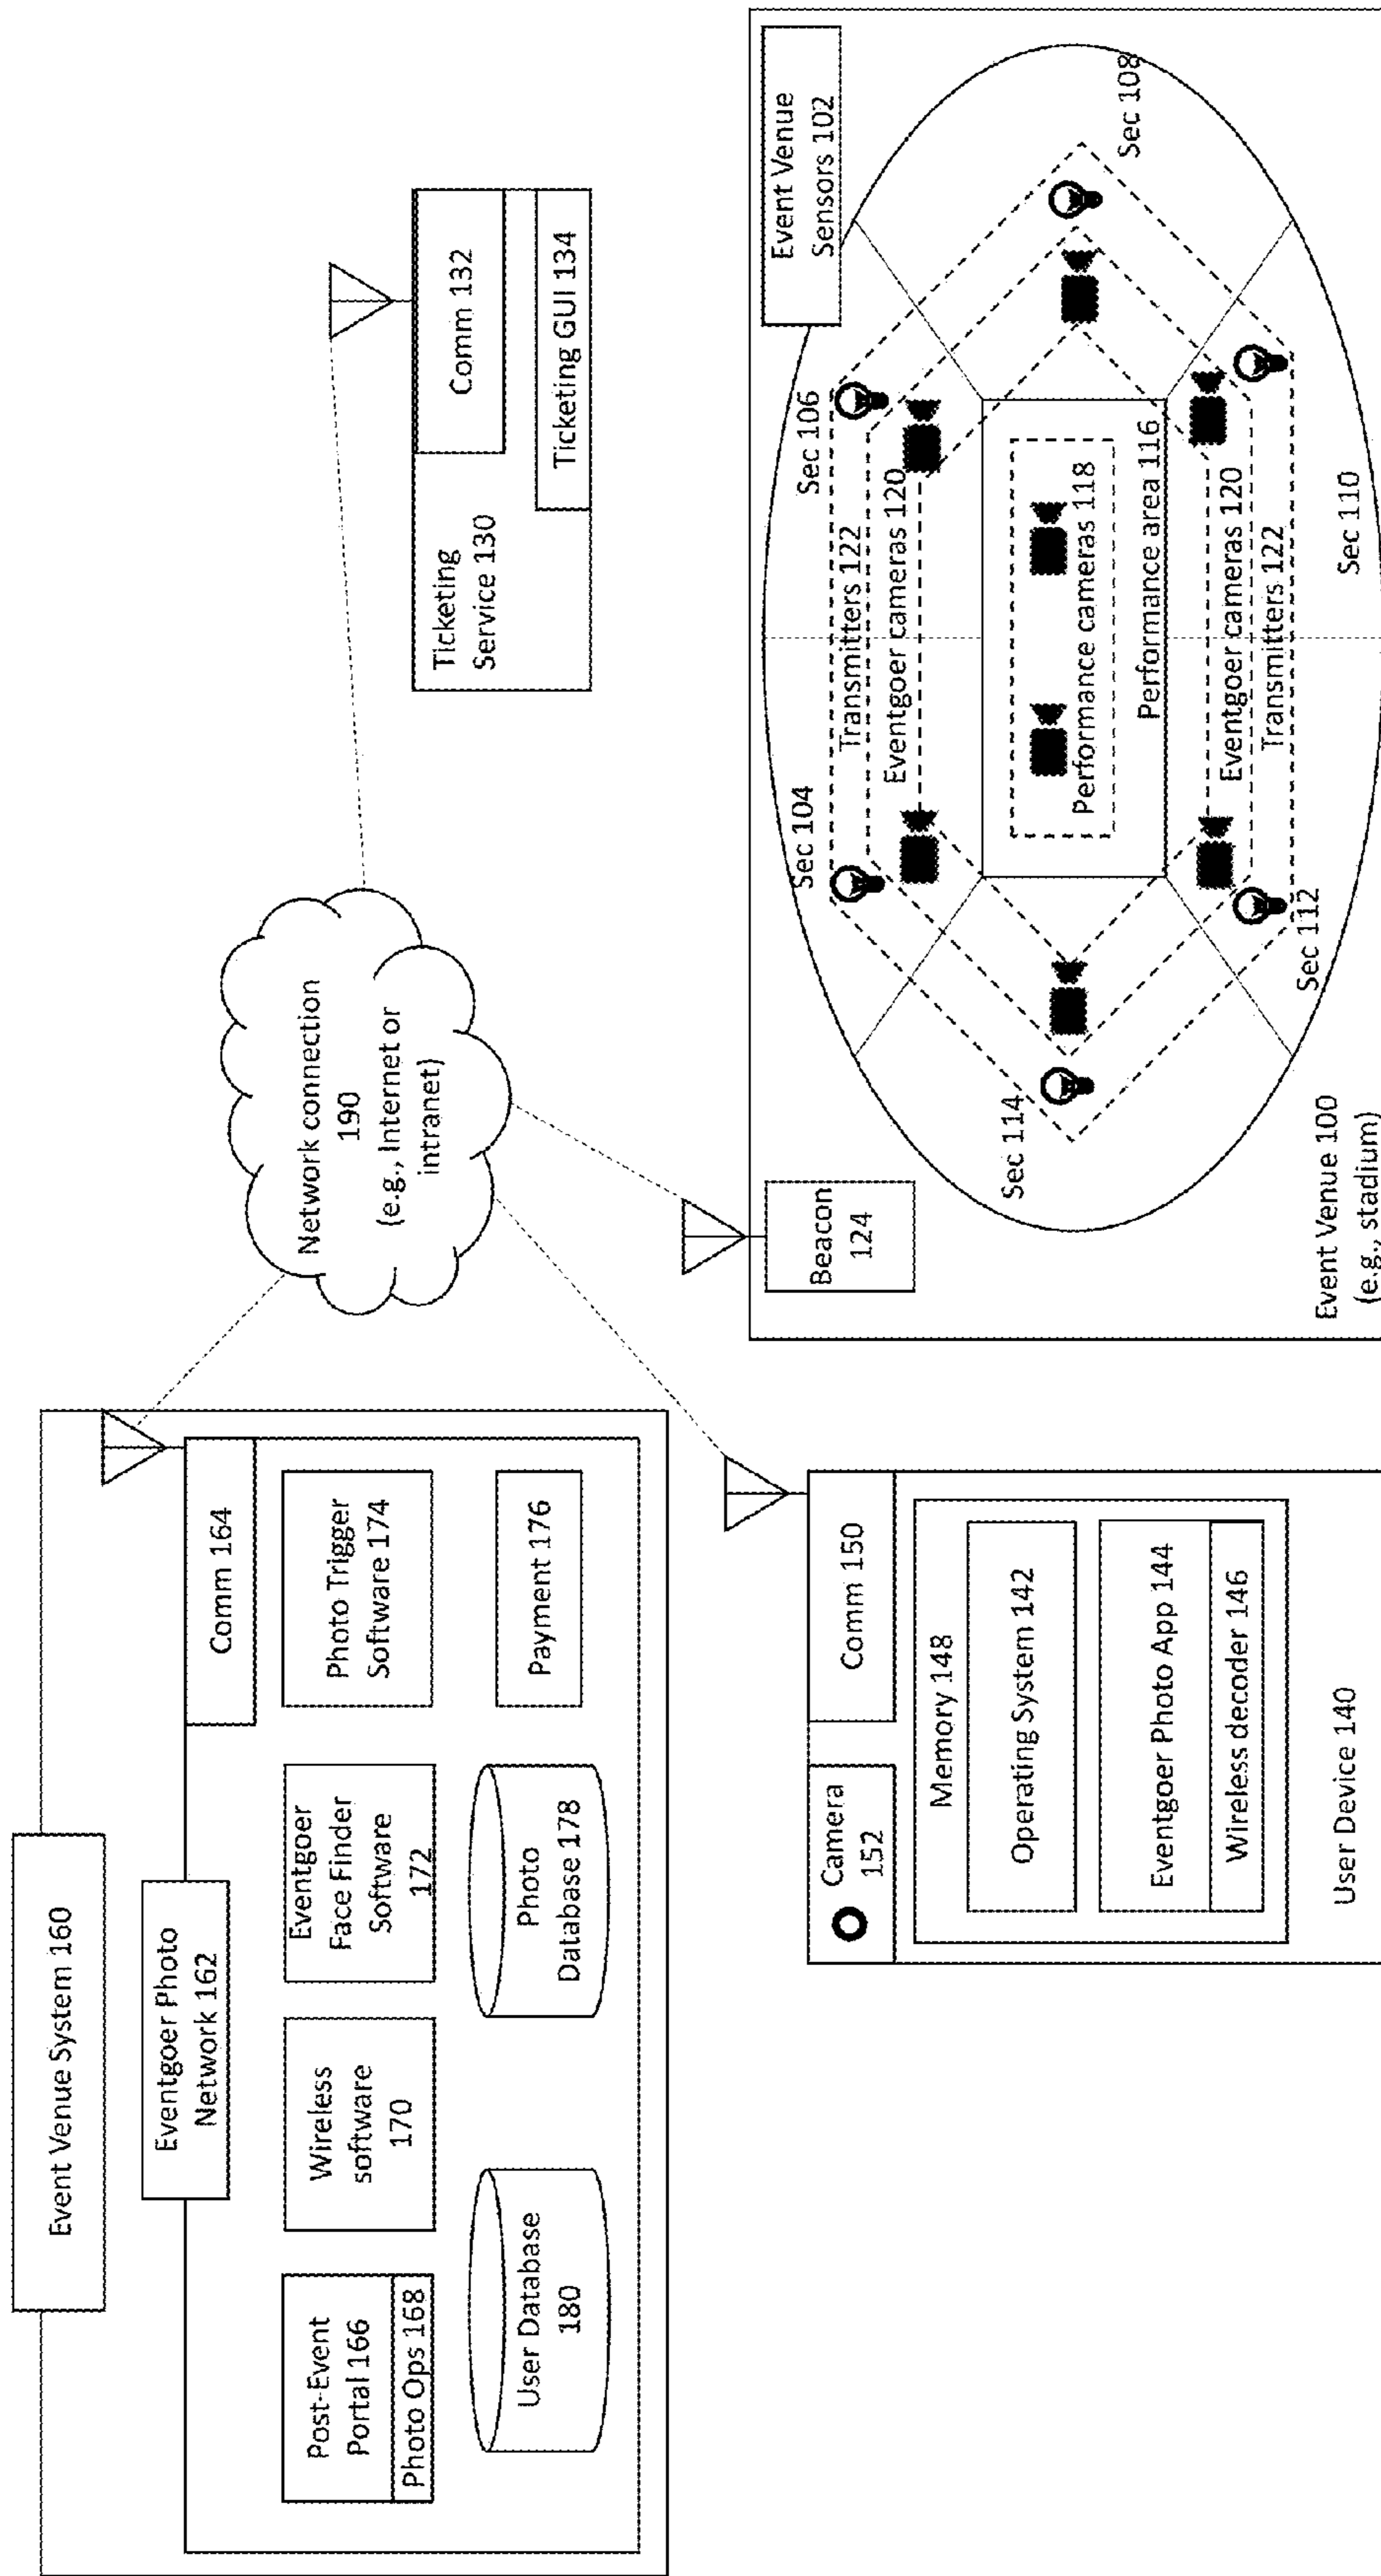 Event Venue System 160
Eventgoer Photo
Network 162
Comm 164
Post-Event
Portal 166
Photo Ops 168
Wireless
software
170
Eventgoer
Face Finder
Software
172
Photo Trigger
Software 174
User Database
180
Photo
Database 178
Payment 176
Network connection
190
(e.g., Internet or
intranet)
Ticketing
Service 130
Comm 132
Ticketing GUI 134
Camera
152
Comm 150
Memory 148
Operating System 142
Eventgoer Photo App 144
Wireless decoder 146
User Device 140
Beacon
124
Event Venue
Sensors 102
Sec 104
Sec 106
Transmitters 122
Eventgoer cameras 120
Sec 114
Sec 108
Performance cameras 118
Performance area 116
Eventgoer cameras 120
Transmitters 122
Sec 112
Sec 110
Event Venue 100
(e.g., stadium)